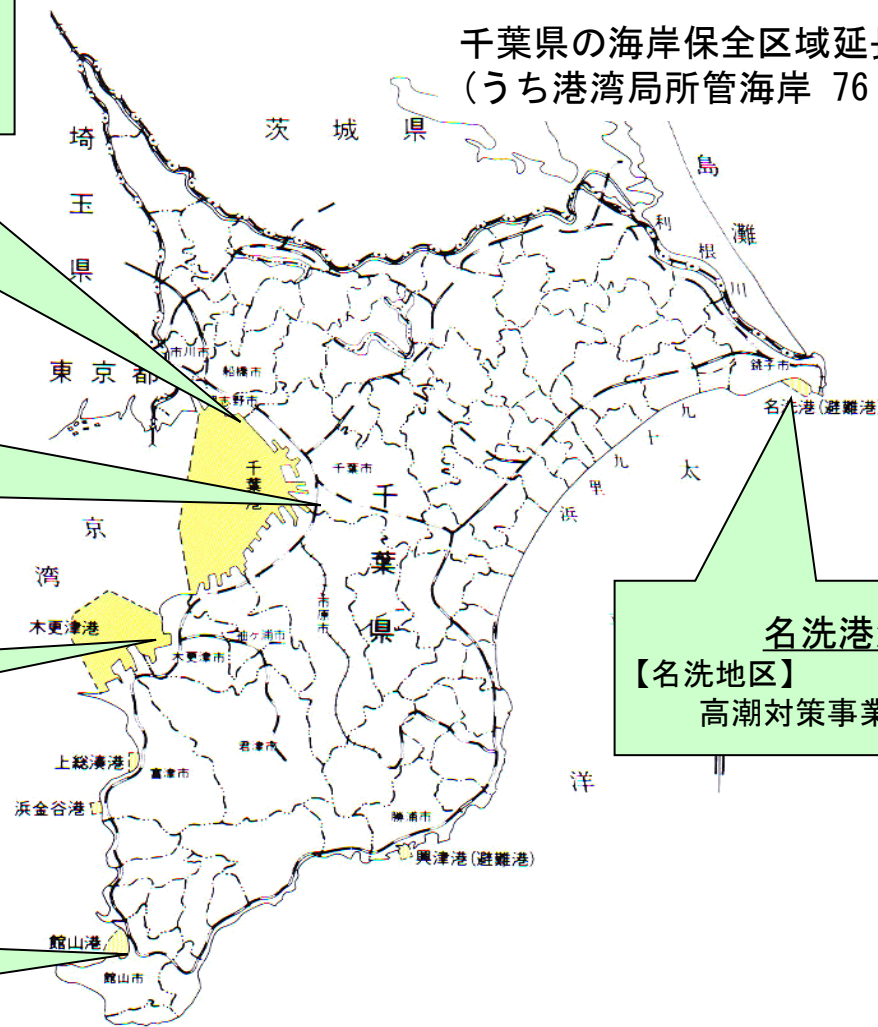 千葉県の海岸保全区域延長
(うち港湾局所管海岸 76
茨城県
埼玉県
島灘
利根川
市川市
船橋市
東京都
習志野市
銚子市
名洗港(避難港)
千葉港
千葉市
九十九里浜
太
千葉県
京
湾
市原市
木更津港
袖ヶ浦市
木更津市
名洗港
【名洗地区】
高潮対策事業
君津市
上総湊港
富津市
洋
浜金谷港
勝浦市
興津港(避難港)
館山港
館山市